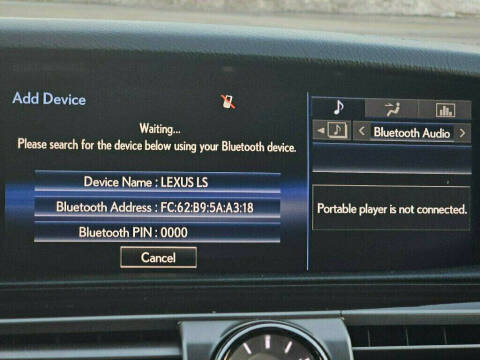 Add Device
Waiting...
Please search for the device below using your Bluetooth device.
Device Name : LEXUS LS
Bluetooth Address : FC:62:B9:5A:A3:18
Bluetooth PIN : 0000
Cancel
Bluetooth Audio
Portable player is not connected.